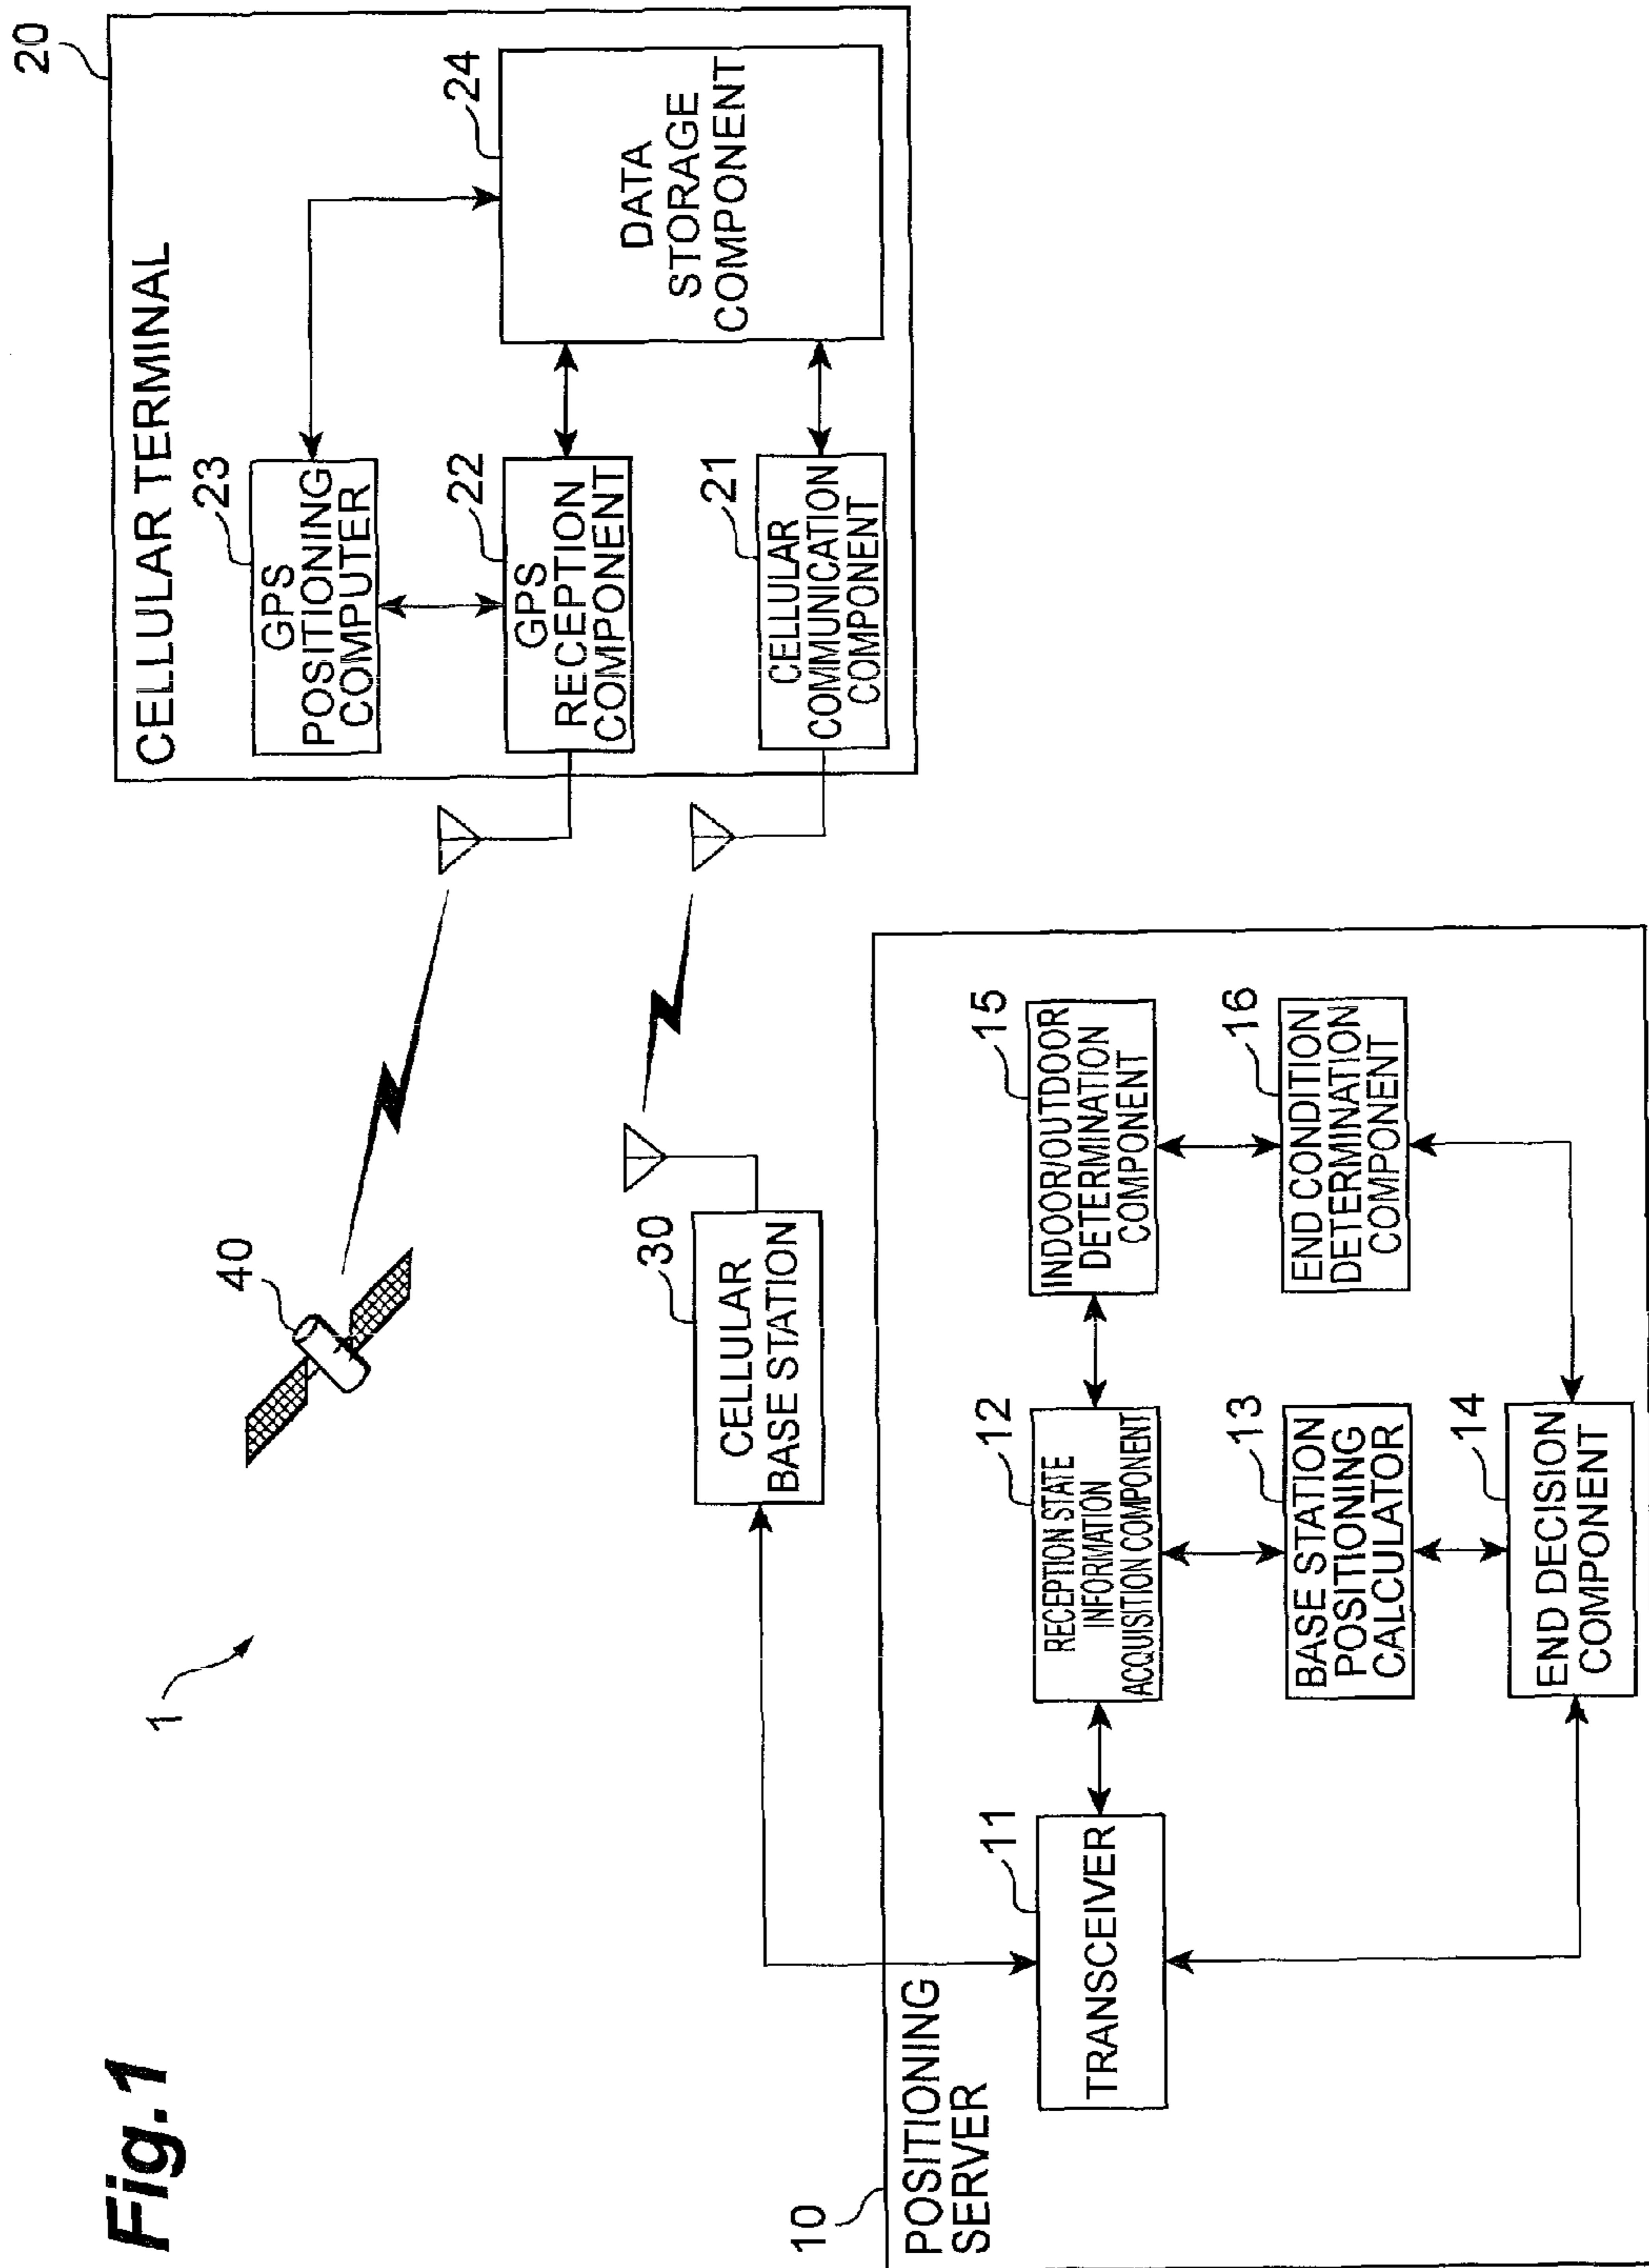 Fig.1
1
40
20
CELLULAR TERMINAL
23
GPS
POSITIONING
COMPUTER
22
GPS
RECEPTION
COMPONENT
21
CELLULAR
COMMUNICATION
COMPONENT
24
DATA
STORAGE
COMPONENT
30
CELLULAR
BASE STATION
10
POSITIONING
SERVER
11
TRANSCEIVER
12
RECEPTION STATE
INFORMATION
ACQUISITION COMPONENT
13
BASE STATION
POSITIONING
CALCULATOR
14
END DECISION
COMPONENT
15
INDOOR/OUTDOOR
DETERMINATION
COMPONENT
16
END CONDITION
DETERMINATION
COMPONENT